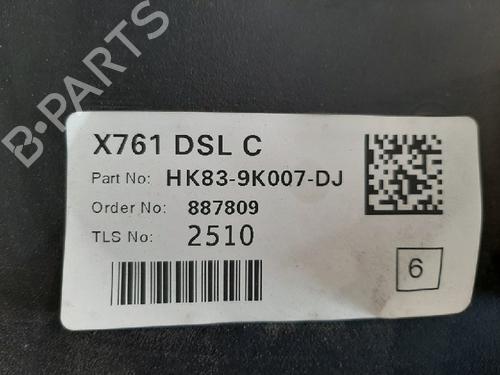 X761 DSL C
Part No: HK83-9K007-DJ
Order No: 887809
TLS No: 2510
6
B-PARTS